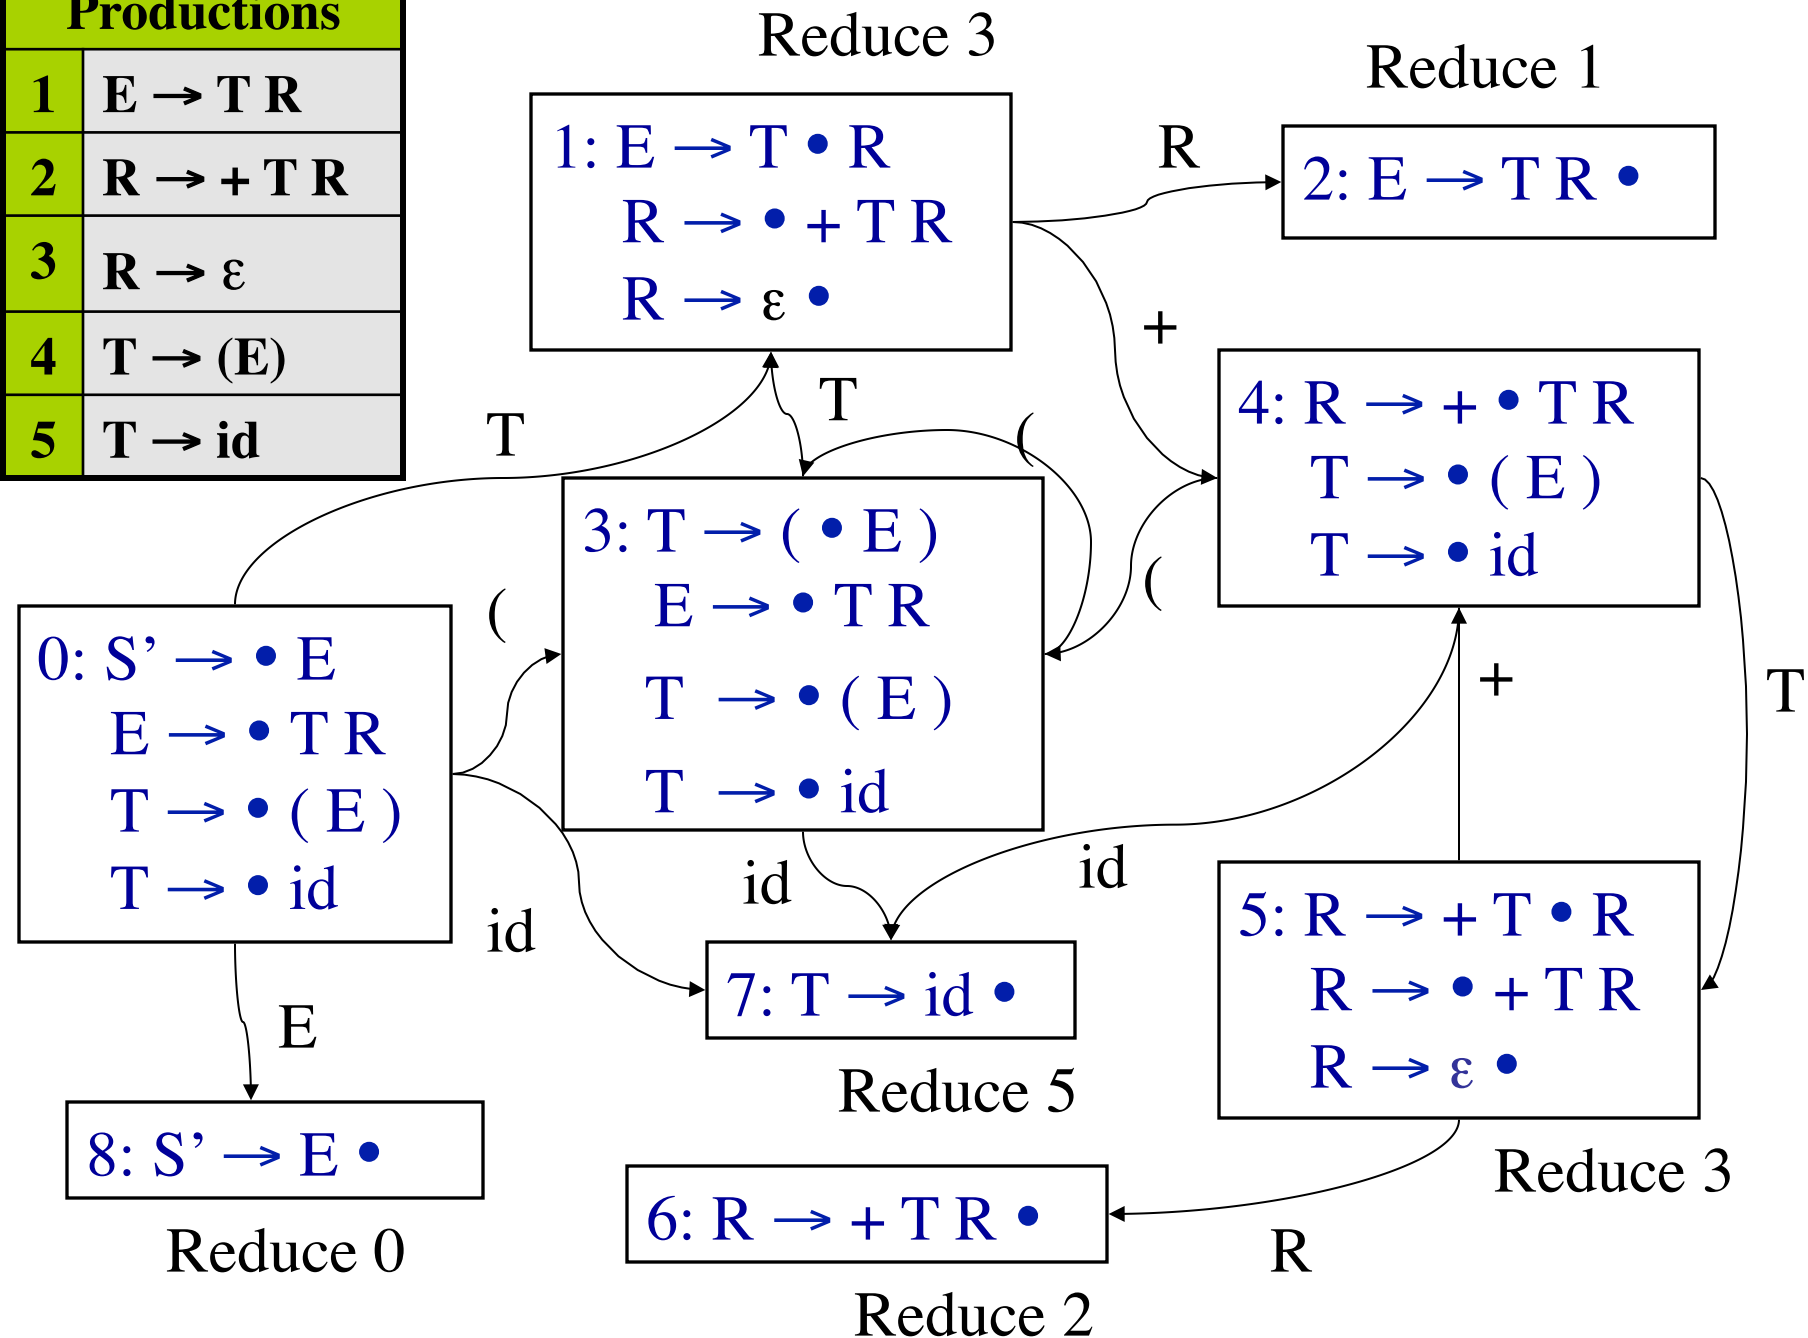 Productions
1 E → T R
2 R → + T R
3 R → ε
4 T → (E)
5 T → id
Reduce 3
1: E → T • R
R → • + T R
R → ε •
Reduce 1
2: E → T R •
R
+
T
T
(
3: T → ( • E )
E → • T R
T → • ( E )
T → • id
4: R → + • T R
T → • ( E )
T → • id
(
(
0: S’ → • E
E → • T R
T → • ( E )
T → • id
+
T
id
id
id
7: T → id •
Reduce 5
5: R → + T • R
R → • + T R
R → ε •
Reduce 3
E
8: S’ → E •
Reduce 0
6: R → + T R •
R
Reduce 2